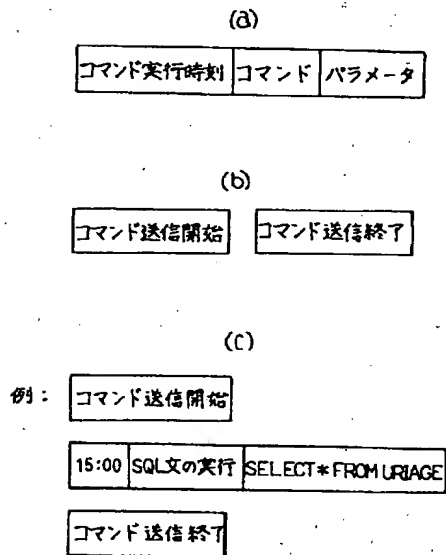 (a)
コマンド実行時刻 コマンド パラメータ
(b)
コマンド送信開始 コマンド送信終了
(C)
例: コマンド送信開始
15:00 SQL文の実行 SELECT*FROM URIAGE
コマンド送信終了